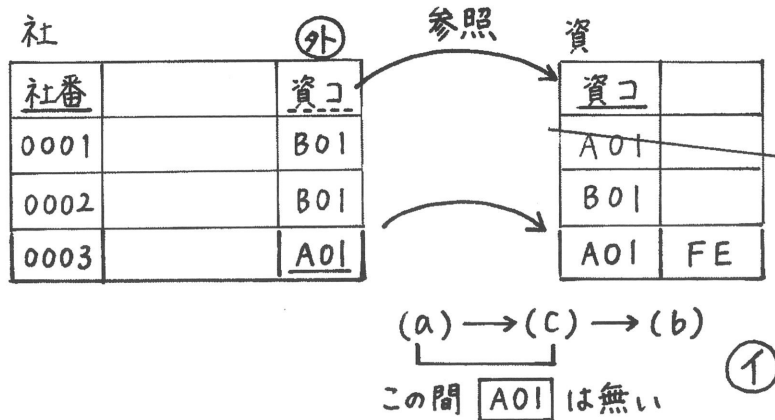 社 外 参照 資
社番 資コ 資コ
0001 B01 A01
0002 B01 B01
0003 A01 A01 FE
(a)→(c)→(b)
イ
この間 A01 は無い